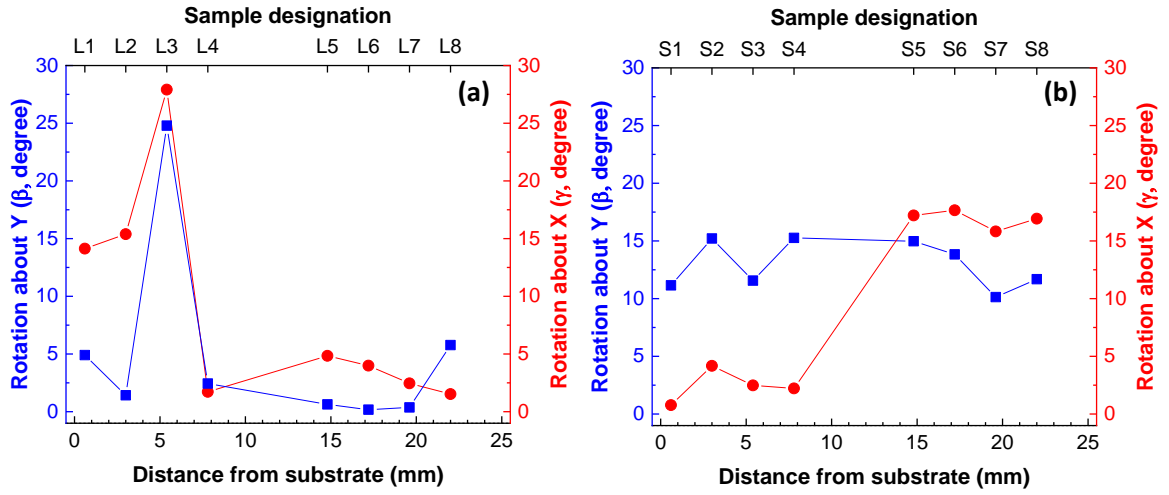 Sample designation
L1 L2 L3 L4 L5 L6 L7 L8
(a)
Rotation about Y (β, degree)
30
25
20
15
10
5
0
Rotation about X (γ, degree)
30
25
20
15
10
5
0
0 5 10 15 20 25
Distance from substrate (mm)
Sample designation
S1 S2 S3 S4 S5 S6 S7 S8
(b)
Rotation about Y (β, degree)
30
25
20
15
10
5
0
Rotation about X (γ, degree)
30
25
20
15
10
5
0
0 5 10 15 20 25
Distance from substrate (mm)